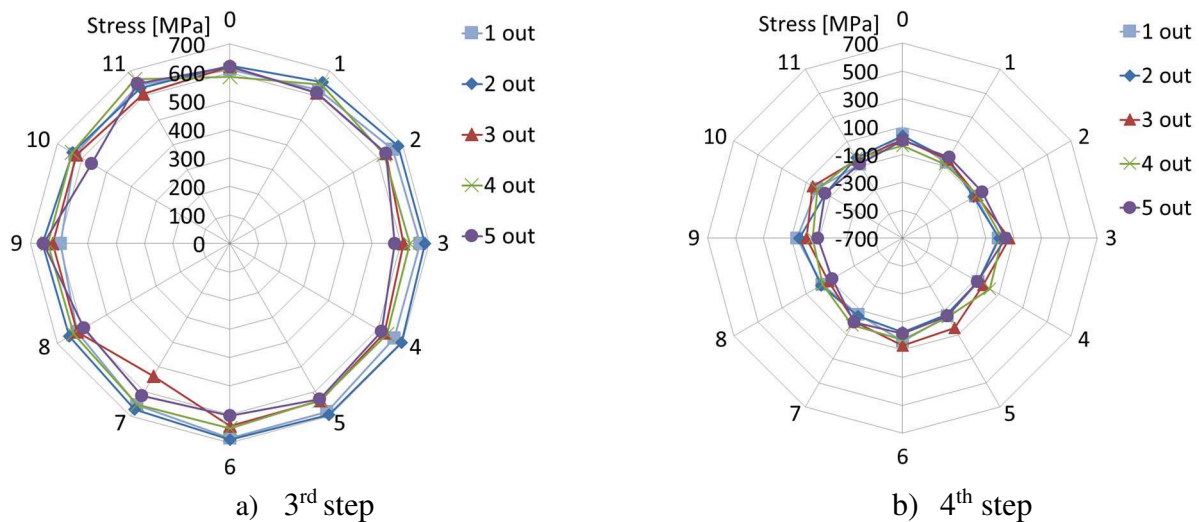 Stress [MPa]
0
1
2
3
4
5
6
7
8
9
10
11
700
600
500
400
300
200
100
0
1 out
2 out
3 out
4 out
5 out
a) 3rd step
Stress [MPa]
0
1
2
3
4
5
6
7
8
9
10
11
700
500
300
100
-100
-300
-500
-700
1 out
2 out
3 out
4 out
5 out
b) 4th step